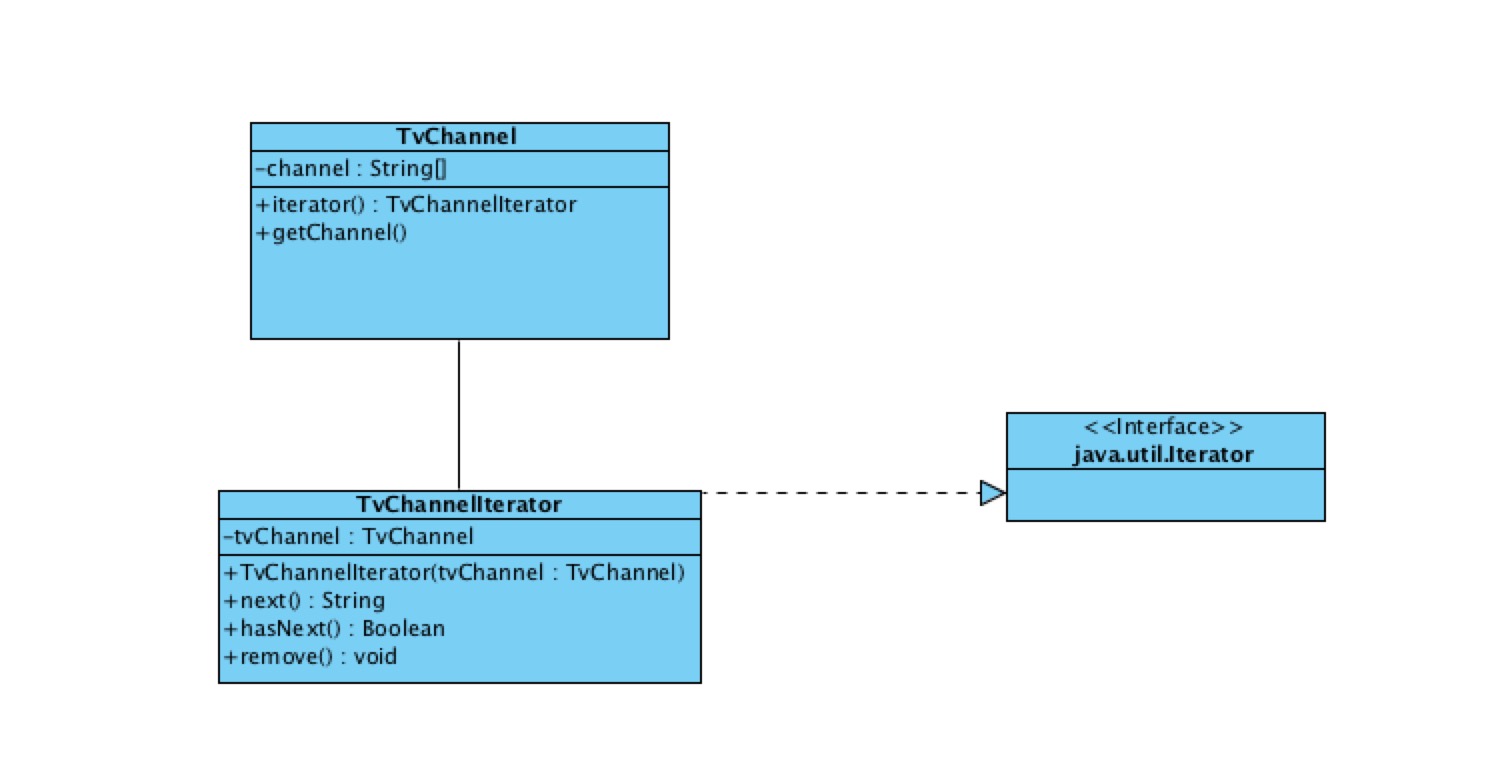 TvChannel
-channel : String[]
+iterator() : TvChannelIterator
+getChannel()
<<Interface>>
java.util.Iterator
TvChannelIterator
-tvChannel : TvChannel
+TvChannelIterator(tvChannel : TvChannel)
+next() : String
+hasNext() : Boolean
+remove() : void